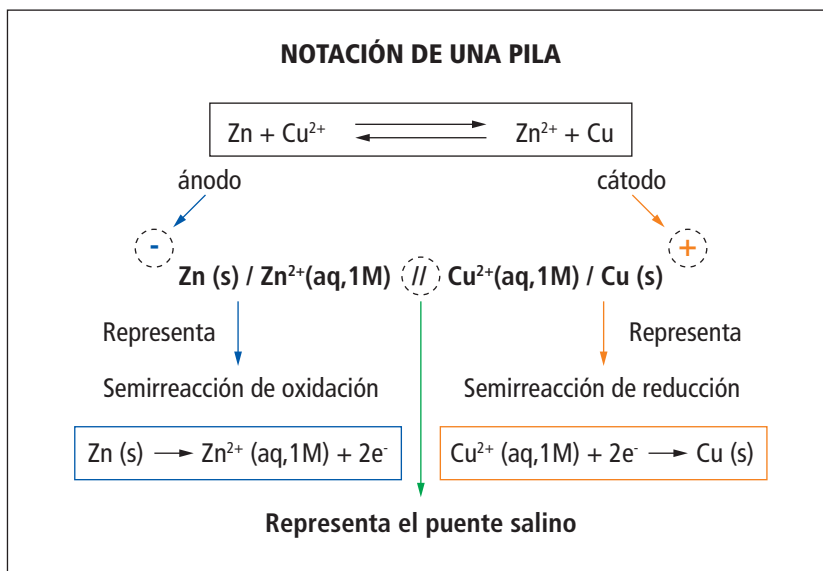 NOTACIÓN DE UNA PILA
Zn + Cu²⁺ ⇄ Zn²⁺ + Cu
ánodo cátodo
- +
Zn (s) / Zn²⁺(aq,1M) // Cu²⁺(aq,1M) / Cu (s)
Representa Representa
Semirreacción de oxidación Semirreacción de reducción
Zn (s) → Zn²⁺ (aq,1M) + 2e⁻ Cu²⁺ (aq,1M) + 2e⁻ → Cu (s)
Representa el puente salino